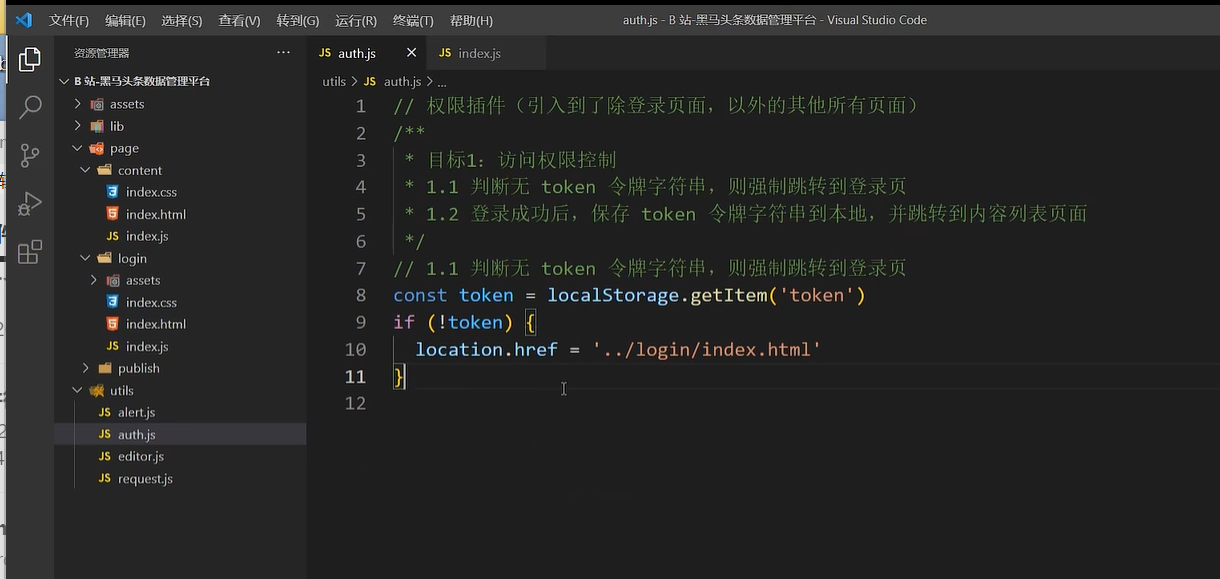 文件(F) 编辑(E) 选择(S) 查看(V) 转到(G) 运行(R) 终端(T) 帮助(H) auth.js - B 站-黑马头条数据管理平台 - Visual Studio Code
资源管理器 ···
B 站-黑马头条数据管理平台
assets
lib
page
content
index.css
index.html
JS index.js
login
assets
index.css
index.html
JS index.js
publish
utils
JS alert.js
JS auth.js
JS editor.js
JS request.js
JS auth.js × JS index.js
utils > JS auth.js > ...
1 // 权限插件（引入到了除登录页面，以外的其他所有页面）
2 /**
3 * 目标1：访问权限控制
4 * 1.1 判断无 token 令牌字符串，则强制跳转到登录页
5 * 1.2 登录成功后，保存 token 令牌字符串到本地，并跳转到内容列表页面
6 */
7 // 1.1 判断无 token 令牌字符串，则强制跳转到登录页
8 const token = localStorage.getItem('token')
9 if (!token) {
10 location.href = '../login/index.html'
11 }
12